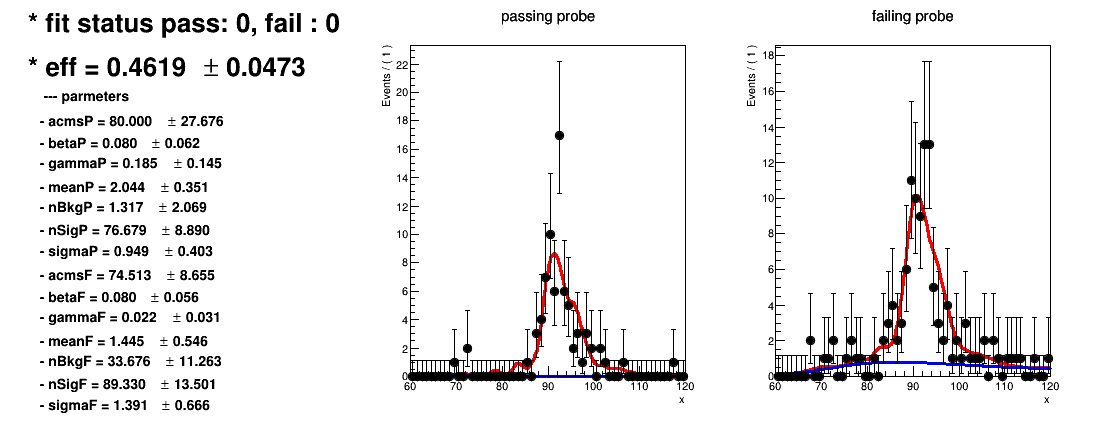 * fit status pass: 0, fail : 0
* eff = 0.4619 ± 0.0473
--- parmeters
- acmsP = 80.000 ± 27.676
- betaP = 0.080 ± 0.062
- gammaP = 0.185 ± 0.145
- meanP = 2.044 ± 0.351
- nBkgP = 1.317 ± 2.069
- nSigP = 76.679 ± 8.890
- sigmaP = 0.949 ± 0.403
- acmsF = 74.513 ± 8.655
- betaF = 0.080 ± 0.056
- gammaF = 0.022 ± 0.031
- meanF = 1.445 ± 0.546
- nBkgF = 33.676 ± 11.263
- nSigF = 89.330 ± 13.501
- sigmaF = 1.391 ± 0.666
passing probe
Events / ( 1 )
22
20
18
16
14
12
10
8
6
4
2
0
60 70 80 90 100 110 120
x
failing probe
Events / ( 1 )
18
16
14
12
10
8
6
4
2
0
60 70 80 90 100 110 120
x